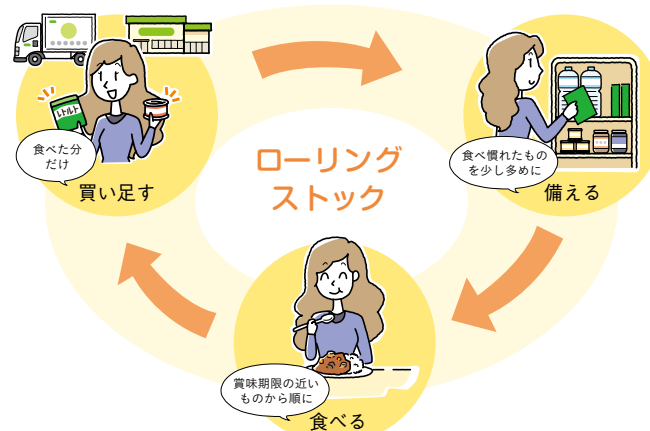 レトルト
食べた分
だけ
買い足す
ローリング
ストック
食べ慣れたもの
を少し多めに
備える
賞味期限の近い
ものから順に
食べる